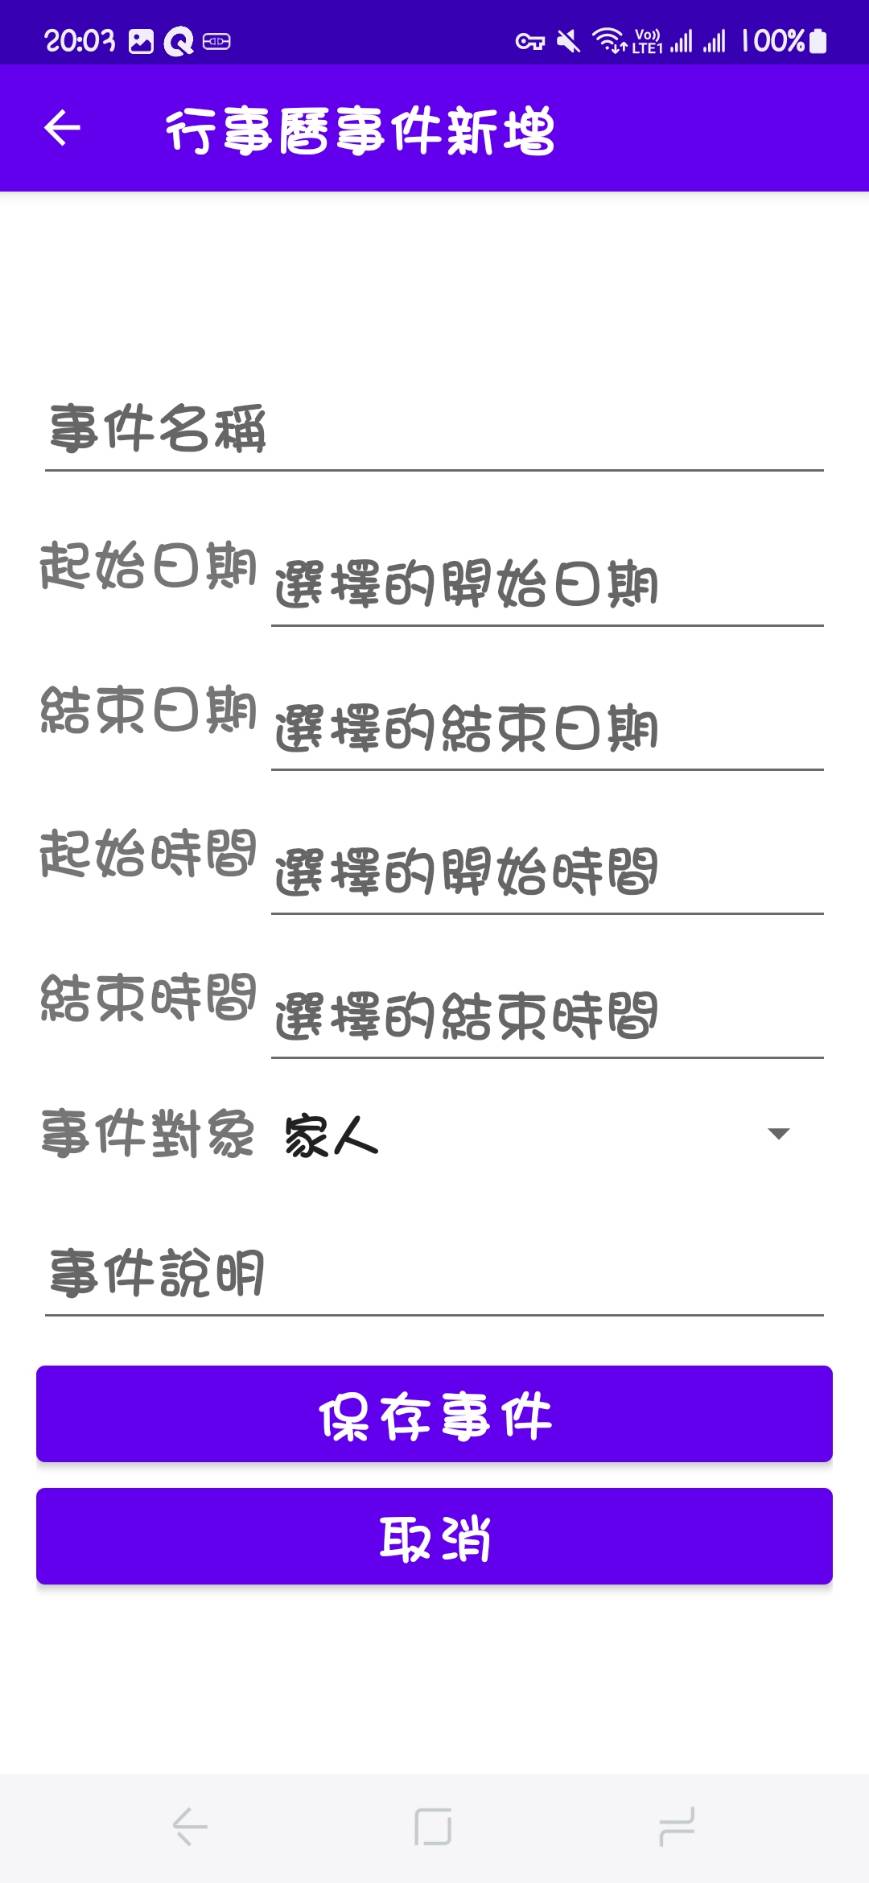 20:03 Vo)) LTE1 100%
行事曆事件新增
事件名稱
起始日期 選擇的開始日期
結束日期 選擇的結束日期
起始時間 選擇的開始時間
結束時間 選擇的結束時間
事件對象 家人
事件說明
保存事件
取消